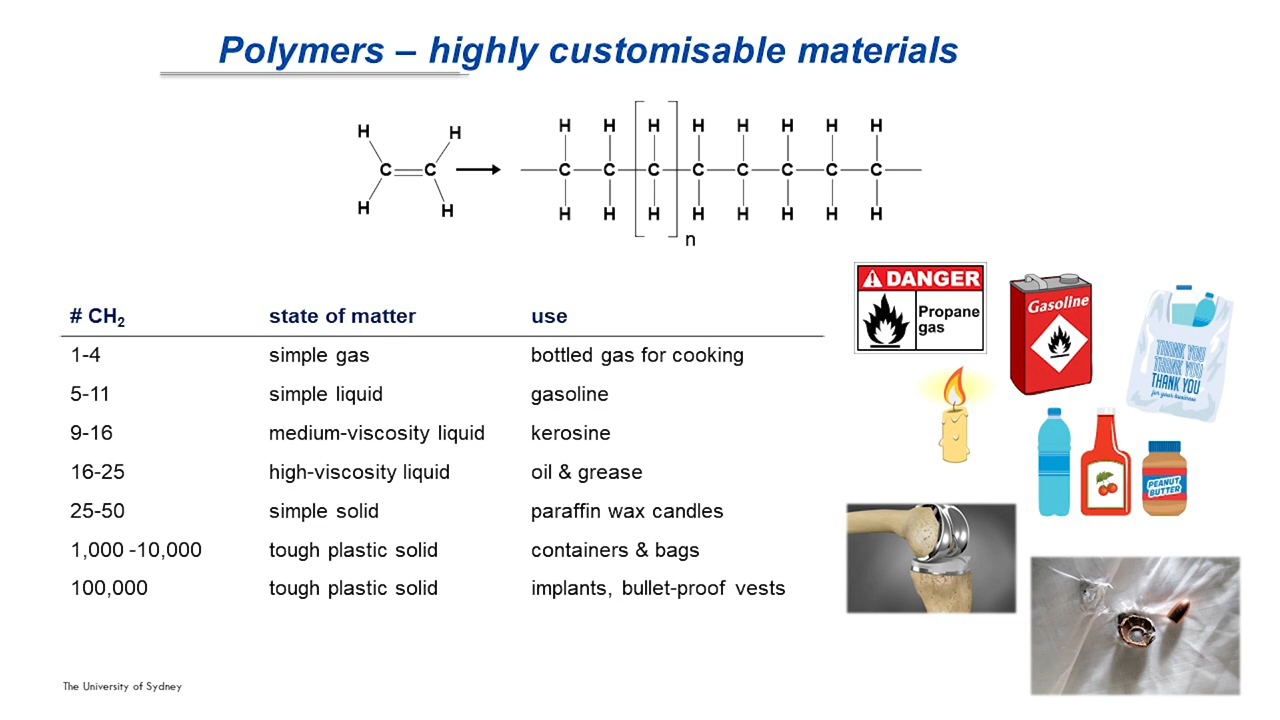 Polymers – highly customisable materials
H H H H H H H H H H
C C C C C C C C C C
H H H H H H H H H H
n
# CH2 state of matter use
1-4 simple gas bottled gas for cooking
5-11 simple liquid gasoline
9-16 medium-viscosity liquid kerosine
16-25 high-viscosity liquid oil & grease
25-50 simple solid paraffin wax candles
1,000 -10,000 tough plastic solid containers & bags
100,000 tough plastic solid implants, bullet-proof vests
DANGER
Propane
gas
Gasoline
THANK YOU
THANK YOU
THANK YOU
for your business
PEANUT
BUTTER
The University of Sydney